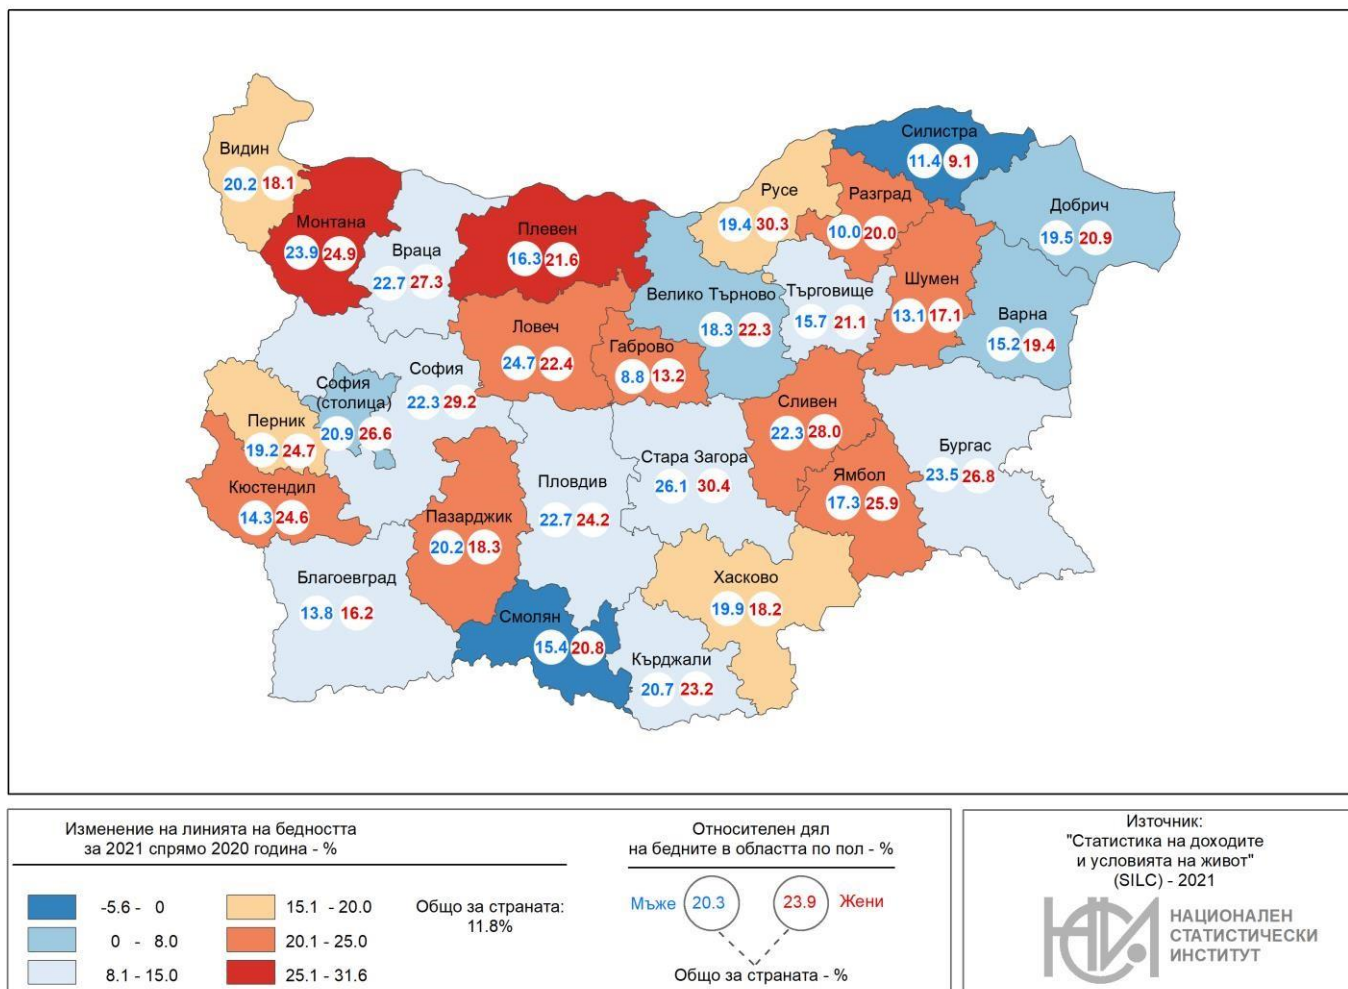 Видин
20.2 18.1
Монтана
23.9 24.9
Враца
22.7 27.3
Плевен
16.3 21.6
Велико Търново
18.3 22.3
Русе
19.4 30.3
Силистра
11.4 9.1
Разград
10.0 20.0
Добрич
19.5 20.9
Шумен
13.1 17.1
Търговище
15.7 21.1
Варна
15.2 19.4
Ловеч
24.7 22.4
Габрово
8.8 13.2
София
22.3 29.2
София
(столица)
20.9 26.6
Перник
19.2 24.7
Кюстендил
14.3 24.6
Сливен
22.3 28.0
Бургас
23.5 26.8
Ямбол
17.3 25.9
Стара Загора
26.1 30.4
Пловдив
22.7 24.2
Пазарджик
20.2 18.3
Благоевград
13.8 16.2
Хасково
19.9 18.2
Смолян
15.4 20.8
Кърджали
20.7 23.2
Изменение на линията на бедността
за 2021 спрямо 2020 година - %
-5.6 - 0
0 - 8.0
8.1 - 15.0
15.1 - 20.0
20.1 - 25.0
25.1 - 31.6
Общо за страната:
11.8%
Относителен дял
на бедните в областта по пол - %
Мъже 20.3 23.9 Жени
Общо за страната - %
Източник:
"Статистика на доходите
и условията на живот"
(SILC) - 2021
НСИ
НАЦИОНАЛЕН
СТАТИСТИЧЕСКИ
ИНСТИТУТ